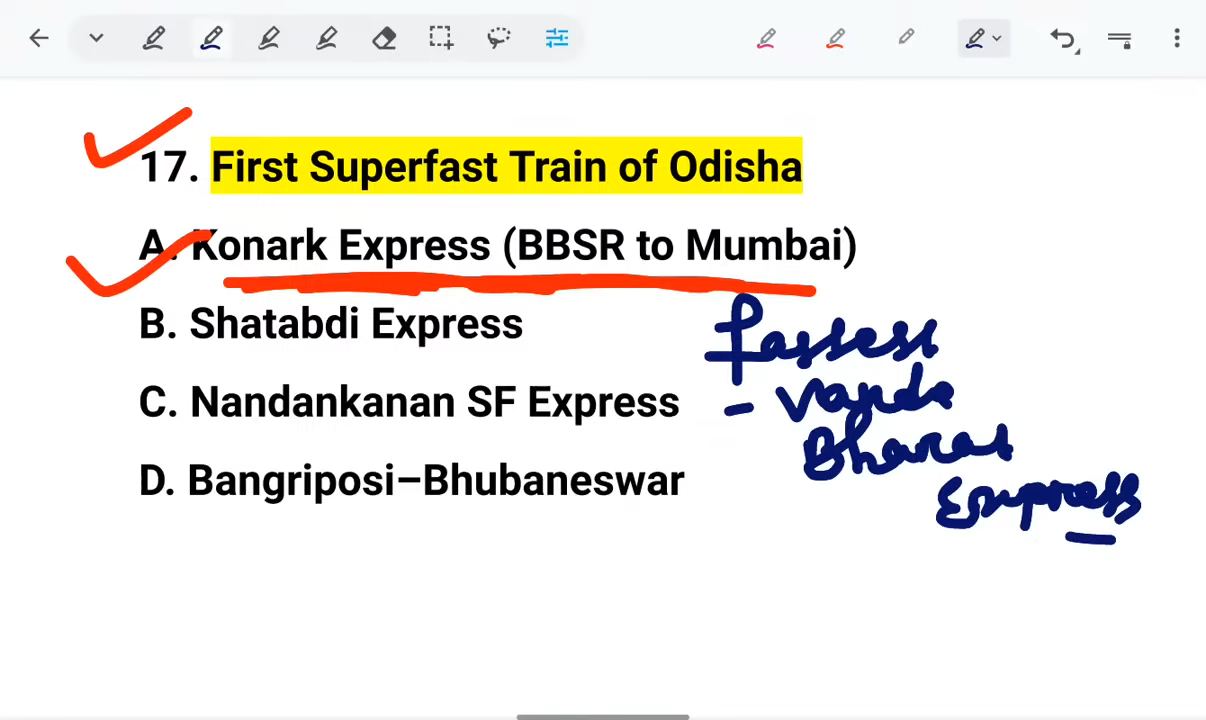 17. First Superfast Train of Odisha
A. Konark Express (BBSR to Mumbai)
B. Shatabdi Express
C. Nandankanan SF Express
D. Bangriposi–Bhubaneswar
- Vande
Bharat
Express